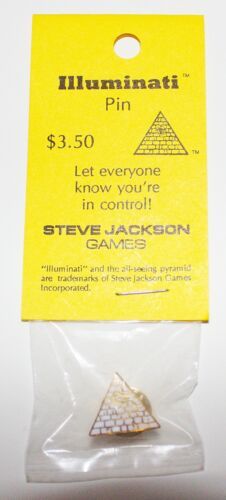 Illuminati™
Pin
$3.50
™
Let everyone
know you're
in control!
STEVE JACKSON
GAMES
"Illuminati" and the all-seeing pyramid
are trademarks of Steve Jackson Games
Incorporated.